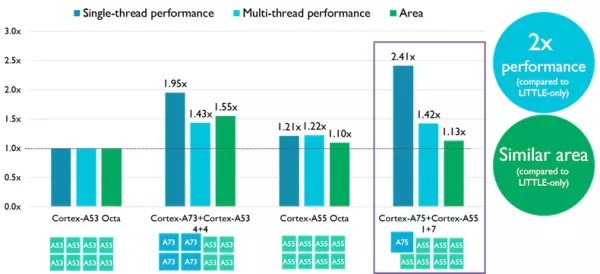 Single-thread performance Multi-thread performance Area
3.0x
2.5x
2.0x
1.5x
1.0x
0.5x
0.0x
1.95x
1.43x
1.55x
1.21x 1.22x
1.10x
2.41x
1.42x
1.13x
Cortex-A53 Octa
Cortex-A73+Cortex-A53
4+4
Cortex-A55 Octa
Cortex-A75+Cortex-A55
1+7
A53 A53 A53 A53
A53 A53 A53 A53
A73 A73 A53 A53
A73 A73 A53 A53
A55 A55 A55 A55
A55 A55 A55 A55
A75 A55 A55 A55
A55 A55 A55 A55
2x
performance
(compared to
LITTLE-only)
Similar area
(compared to
LITTLE-only)